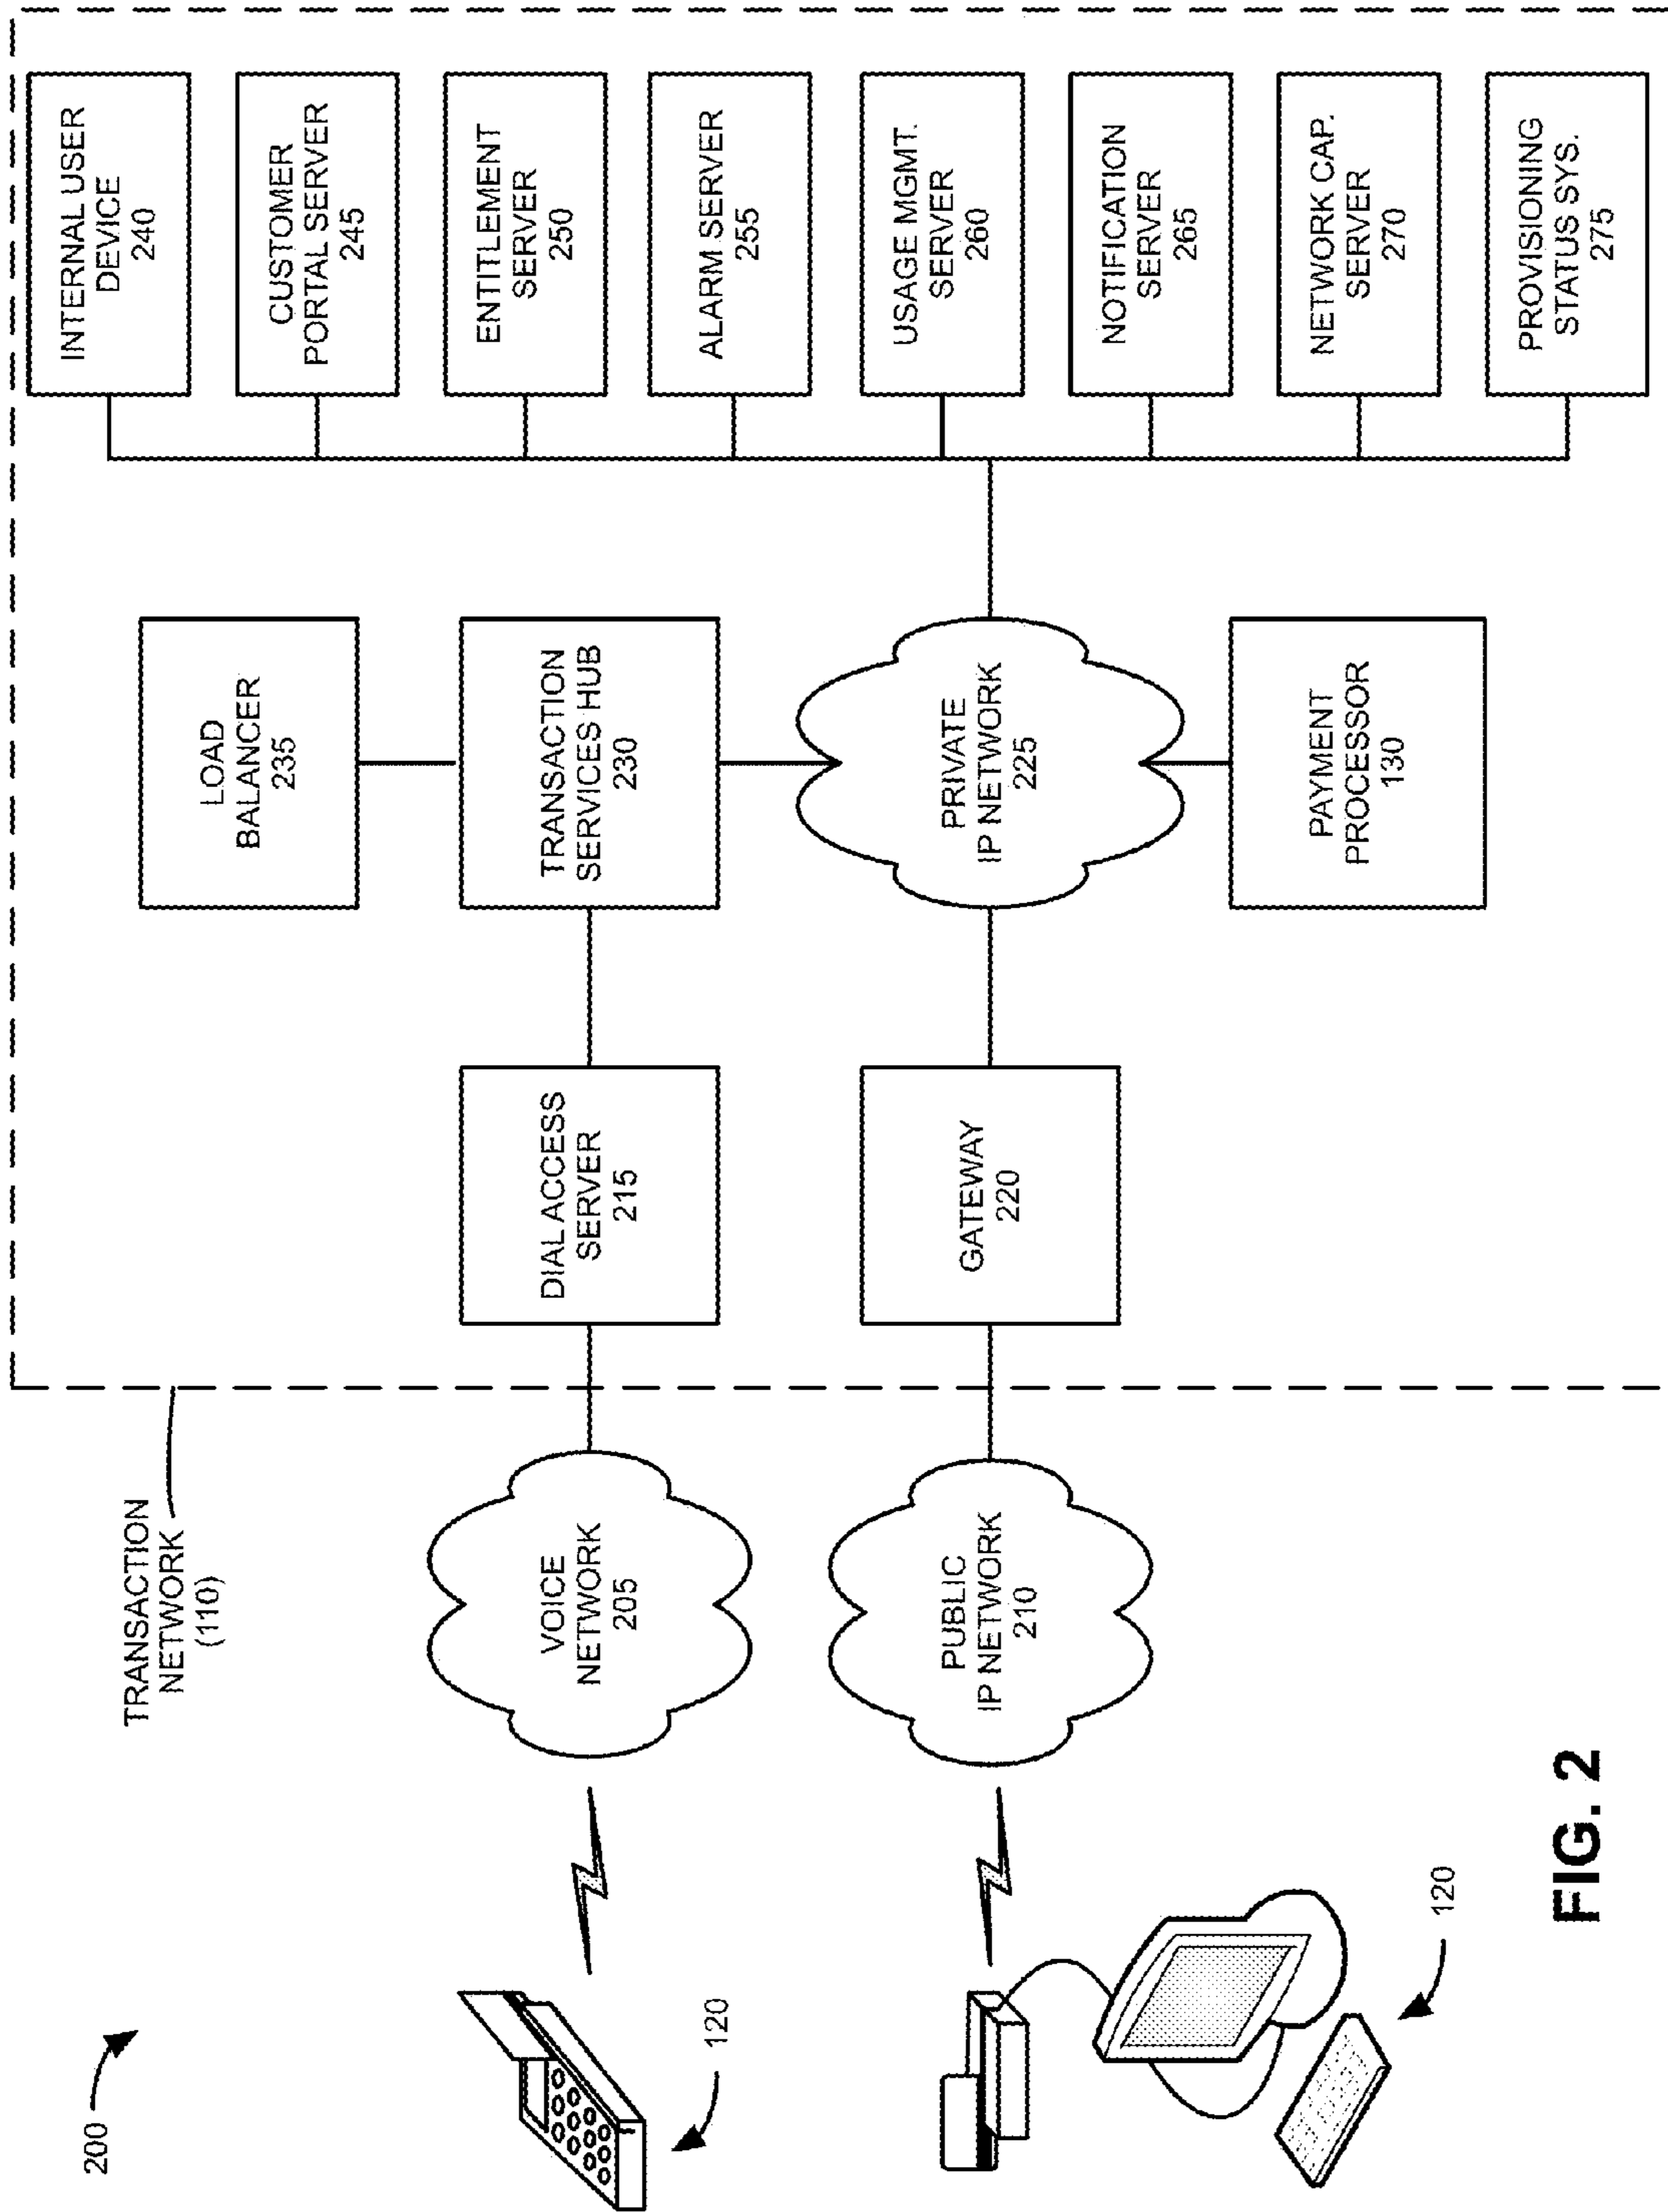 200
TRANSACTION
NETWORK
(110)
120
VOICE
NETWORK
205
DIAL ACCESS
SERVER
215
LOAD
BALANCER
235
TRANSACTION
SERVICES HUB
230
120
PUBLIC
IP NETWORK
210
GATEWAY
220
PRIVATE
IP NETWORK
225
PAYMENT
PROCESSOR
130
INTERNAL USER
DEVICE
240
CUSTOMER
PORTAL SERVER
245
ENTITLEMENT
SERVER
250
ALARM SERVER
255
USAGE MGMT.
SERVER
260
NOTIFICATION
SERVER
265
NETWORK CAP.
SERVER
270
PROVISIONING
STATUS SYS.
275
FIG. 2